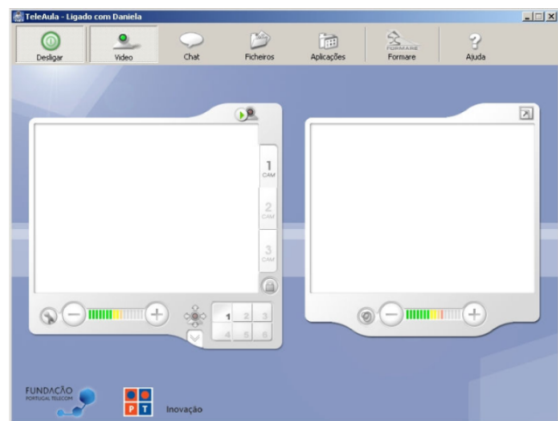 TeleAula - Ligado com Daniela
Desligar Video Chat Ficheiros Aplicações Formare Ajuda
1
CAM
2
CAM
3
CAM
1 2 3
4 5 6
FUNDAÇÃO
PORTUGAL TELECOM
P T Inovação